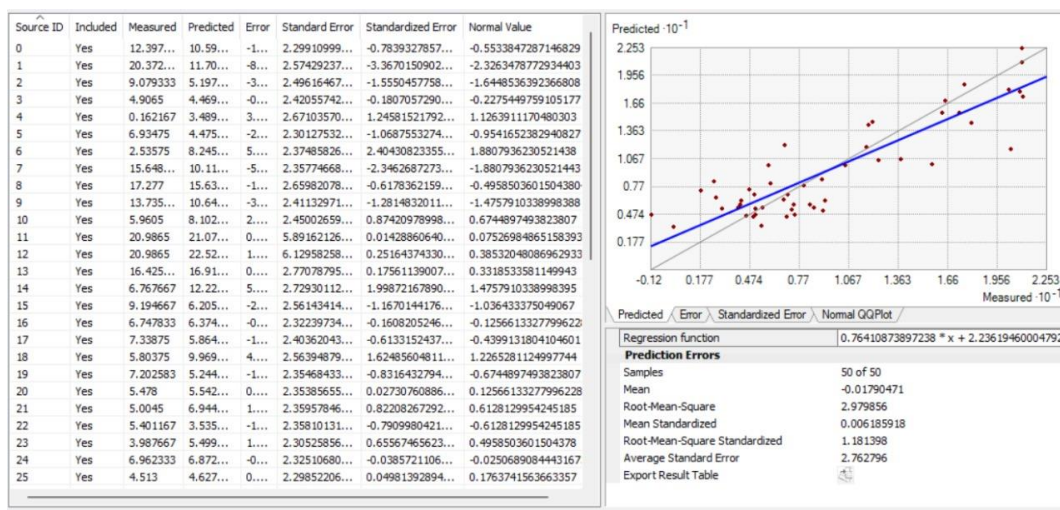 Source ID Included Measured Predicted Error Standard Error Standardized Error Normal Value
0 Yes 12.397... 10.59... -1... 2.29910999... -0.7839327857... -0.5533847287146829
1 Yes 20.372... 11.70... -8... 2.57429237... -3.3670150902... -2.3263478772934403
2 Yes 9.079333 5.197... -3... 2.49616467... -1.5550457758... -1.6448536392366808
3 Yes 4.9065 4.469... -0... 2.42055742... -0.1807057290... -0.2275449759105177
4 Yes 0.162167 3.489... 3.... 2.67103570... 1.24581521792... 1.1263911170480303
5 Yes 6.93475 4.475... -2... 2.30127532... -1.0687553274... -0.9541652382940827
6 Yes 2.53575 8.245... 5.... 2.37485826... 2.40430823355... 1.8807936230521438
7 Yes 15.648... 10.11... -5... 2.35774668... -2.3462687273... -1.8807936230521443
8 Yes 17.277 15.63... -1... 2.65982078... -0.6178362159... -0.4958503601504380
9 Yes 13.735... 10.64... -3... 2.41132971... -1.2814832011... -1.4757910338998388
10 Yes 5.9605 8.102... 2.... 2.45002659... 0.87420978998... 0.6744897493823807
11 Yes 20.9865 21.07... 0.... 5.89162126... 0.01428860640... 0.07526984865158393
12 Yes 20.9865 22.52... 1.... 6.12958258... 0.25164374330... 0.38532048086962933
13 Yes 16.425... 16.91... 0.... 2.77078795... 0.17561139007... 0.3318533581149943
14 Yes 6.767667 12.22... 5.... 2.72930112... 1.99872167890... 1.4757910338998395
15 Yes 9.194667 6.205... -2... 2.56143414... -1.1670144176... -1.036433375049067
16 Yes 6.747833 6.374... -0... 2.32239734... -0.1608205246... -0.12566133277996228
17 Yes 7.33875 5.864... -1... 2.40362043... -0.6133152437... -0.4399131804104601
18 Yes 5.80375 9.969... 4.... 2.56394879... 1.62485604811... 1.2265281124997744
19 Yes 7.202583 5.244... -1... 2.35468433... -0.8316432794... -0.6744897493823807
20 Yes 5.478 5.542... 0.... 2.35385655... 0.02730760886... 0.12566133277996228
21 Yes 5.0045 6.944... 1.... 2.35957846... 0.82208267292... 0.6128129954245185
22 Yes 5.401167 3.535... -1... 2.35810131... -0.7909980421... -0.6128129954245185
23 Yes 3.987667 5.499... 1.... 2.30525856... 0.65567465623... 0.4958503601504378
24 Yes 6.962333 6.872... -0... 2.32510680... -0.0385721106... -0.0250689084443167
25 Yes 4.513 4.627... 0.... 2.29852206... 0.04981392894... 0.1763741563663357
Predicted ·10⁻¹
2.253
1.956
1.66
1.363
1.067
0.77
0.474
0.177
-0.12 0.177 0.474 0.77 1.067 1.363 1.66 1.956 2.253
Measured ·10⁻¹
Predicted Error Standardized Error Normal QQPlot
Regression function 0.76410873897238 * x + 2.23619460004792
Prediction Errors
Samples 50 of 50
Mean -0.01790471
Root-Mean-Square 2.979856
Mean Standardized 0.006185918
Root-Mean-Square Standardized 1.181398
Average Standard Error 2.762796
Export Result Table